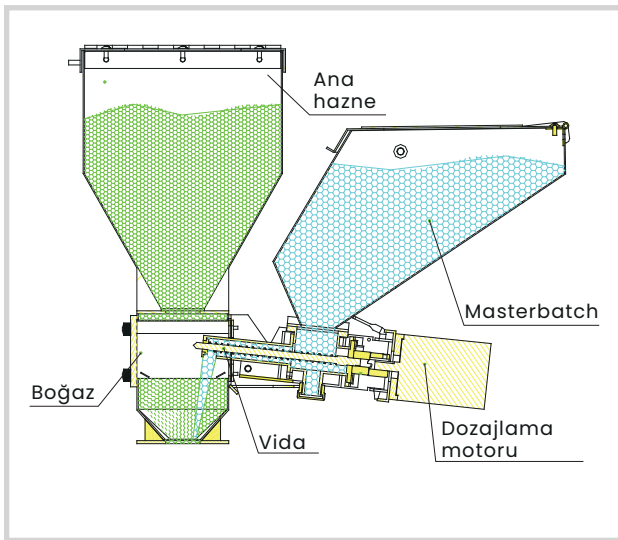 Ana
hazne
Masterbatch
Boğaz
Vida
Dozajlama
motoru